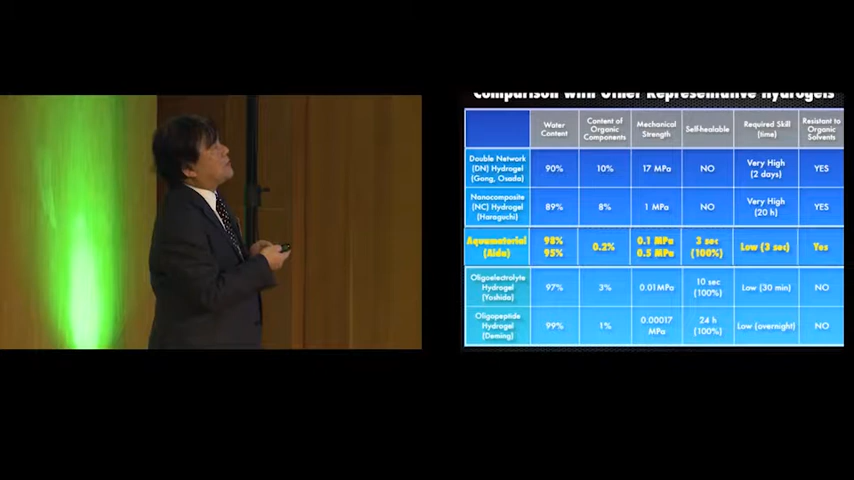 Comparison with Other Representative Hydrogels
Water Content
Content of Organic Components
Mechanical Strength
Self-healable
Required Skill (time)
Resistant to Organic Solvents
Double Network (DN) Hydrogel (Gong, Osada)
90%
10%
17 MPa
NO
Very High (2 days)
YES
Nanocomposite (NC) Hydrogel (Haraguchi)
89%
8%
1 MPa
NO
Very High (20 h)
YES
Aquamaterial (Aida)
98% 95%
0.2%
0.1 MPa 0.5 MPa
3 sec (100%)
Low (3 sec)
Yes
Oligoelectrolyte Hydrogel (Yoshida)
97%
3%
0.01MPa
10 sec (100%)
Low (30 min)
NO
Oligopeptide Hydrogel (Deming)
99%
1%
0.00017 MPa
24 h (100%)
Low (overnight)
NO